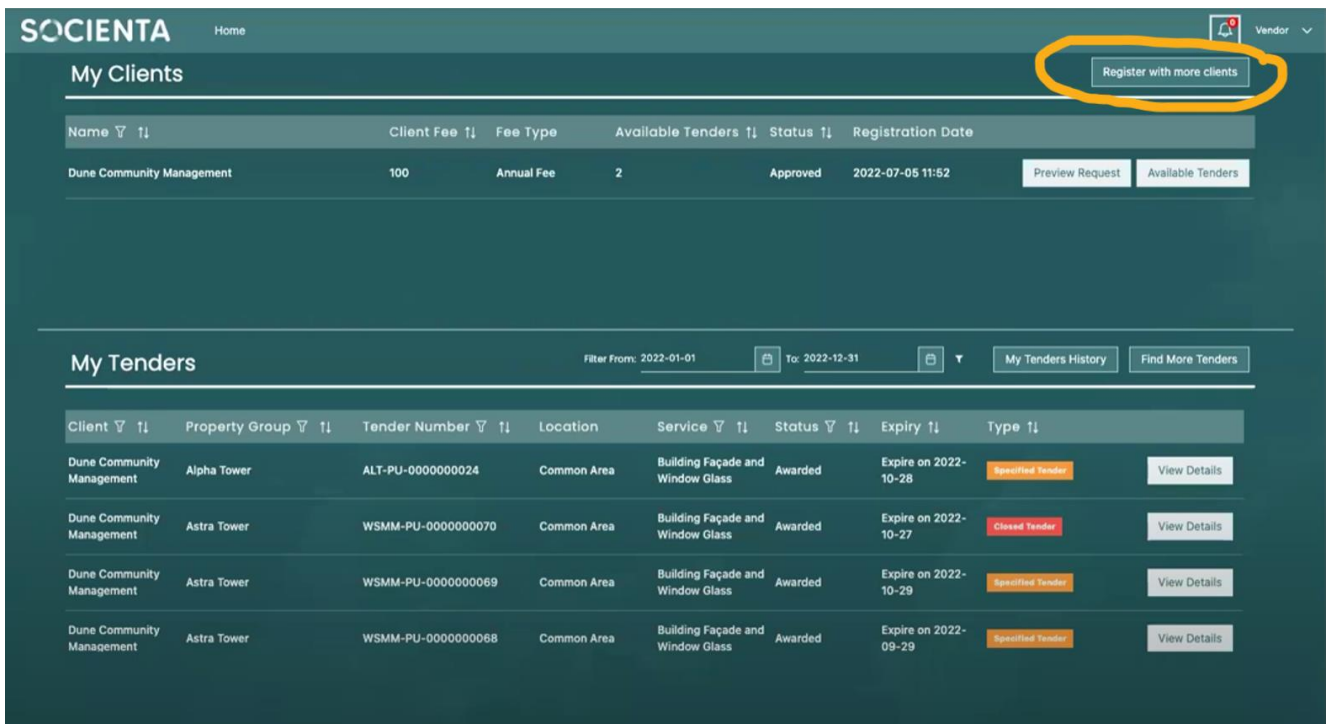 SOCIENTA Home 0 Vendor
My Clients Register with more clients
Name Client Fee Fee Type Available Tenders Status Registration Date
Dune Community Management 100 Annual Fee 2 Approved 2022-07-05 11:52 Preview Request Available Tenders
My Tenders Filter From: 2022-01-01 To: 2022-12-31 My Tenders History Find More Tenders
Client Property Group Tender Number Location Service Status Expiry Type
Dune Community Management Alpha Tower ALT-PU-0000000024 Common Area Building Façade and Window Glass Awarded Expire on 2022-10-28 Specified Tender View Details
Dune Community Management Astra Tower WSMM-PU-0000000070 Common Area Building Façade and Window Glass Awarded Expire on 2022-10-27 Closed Tender View Details
Dune Community Management Astra Tower WSMM-PU-0000000069 Common Area Building Façade and Window Glass Awarded Expire on 2022-10-29 Specified Tender View Details
Dune Community Management Astra Tower WSMM-PU-0000000068 Common Area Building Façade and Window Glass Awarded Expire on 2022-09-29 Specified Tender View Details